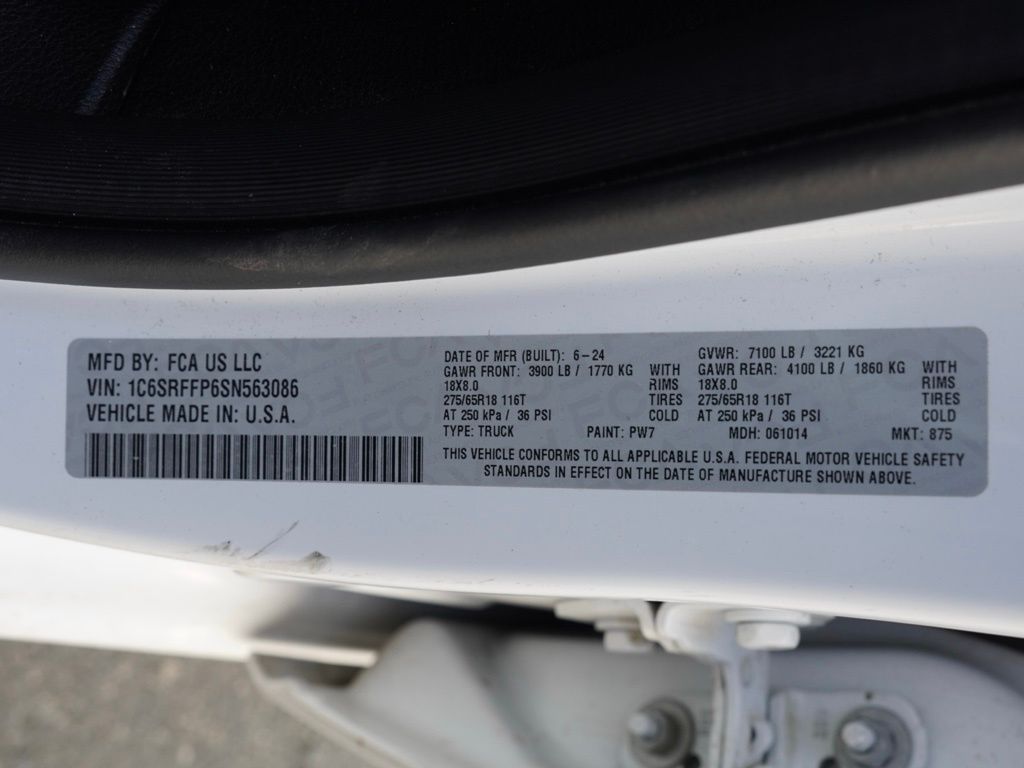 MFD BY: FCA US LLC
VIN: 1C6SRFFP6SN563086
VEHICLE MADE IN: U.S.A.
DATE OF MFR (BUILT): 6-24 GVWR: 7100 LB / 3221 KG
GAWR FRONT: 3900 LB / 1770 KG WITH GAWR REAR: 4100 LB / 1860 KG WITH
18X8.0 RIMS 18X8.0 RIMS
275/65R18 116T TIRES 275/65R18 116T TIRES
AT 250 kPa / 36 PSI COLD AT 250 kPa / 36 PSI COLD
TYPE: TRUCK PAINT: PW7 MDH: 061014 MKT: 875
THIS VEHICLE CONFORMS TO ALL APPLICABLE U.S.A. FEDERAL MOTOR VEHICLE SAFETY
STANDARDS IN EFFECT ON THE DATE OF MANUFACTURE SHOWN ABOVE.